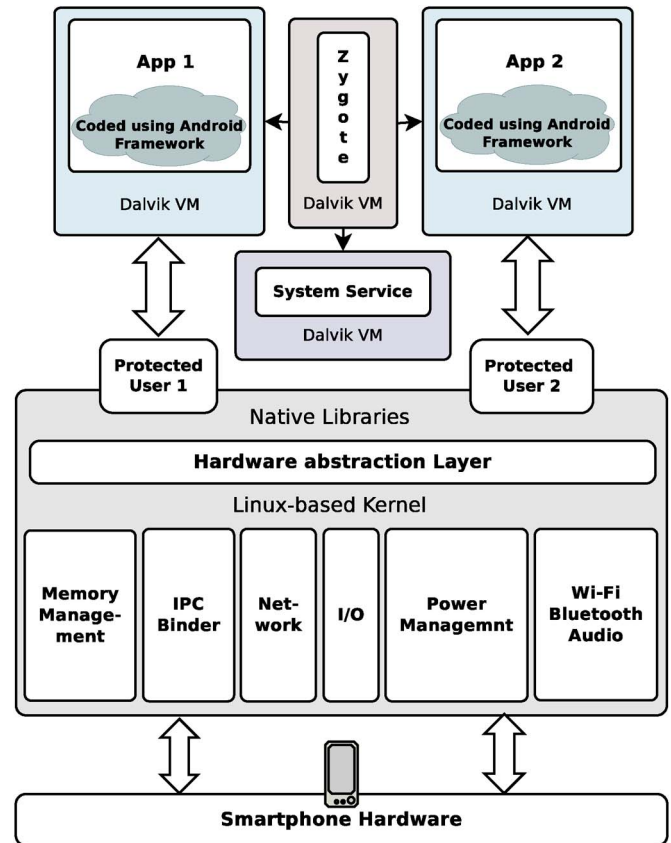 App 1
Coded using Android
Framework
Dalvik VM
Z
y
g
o
t
e
Dalvik VM
App 2
Coded using Android
Framework
Dalvik VM
System Service
Dalvik VM
Protected
User 1
Protected
User 2
Native Libraries
Hardware abstraction Layer
Linux-based Kernel
Memory
Manage-
ment
IPC
Binder
Net-
work
I/O
Power
Managemnt
Wi-Fi
Bluetooth
Audio
Smartphone Hardware